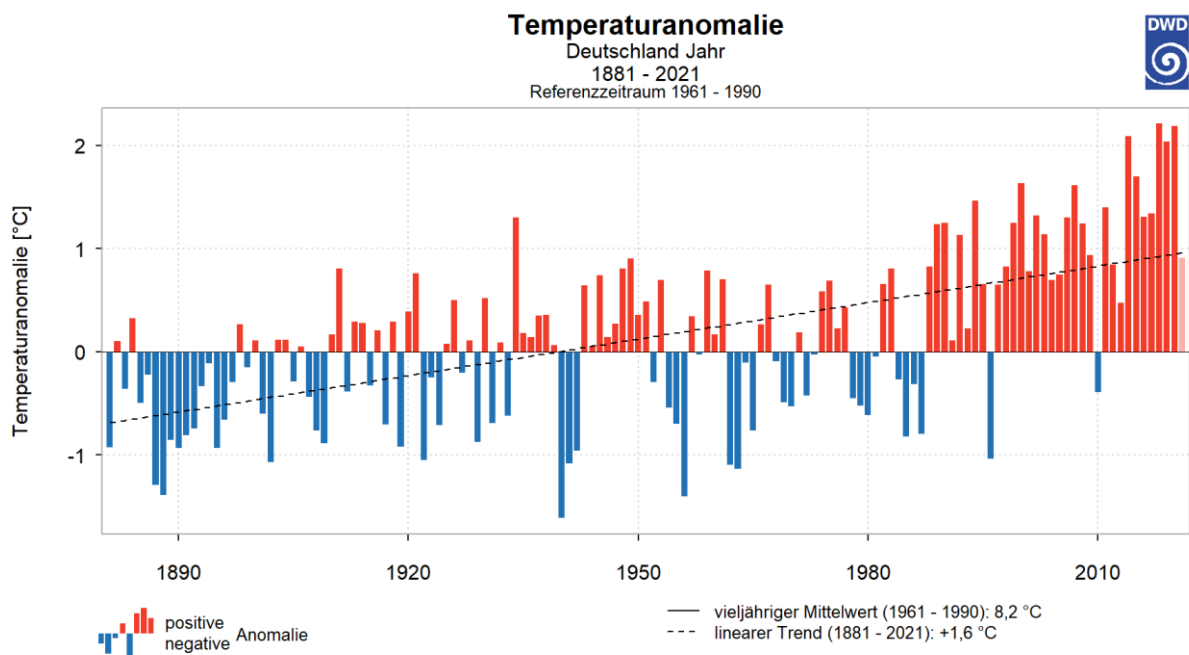 Temperaturanomalie
Deutschland Jahr
1881 - 2021
Referenzzeitraum 1961 - 1990
DWD
Temperaturanomalie [°C]
2
1
0
-1
1890 1920 1950 1980 2010
positive
negative
Anomalie
vieljähriger Mittelwert (1961 - 1990): 8,2 °C
linearer Trend (1881 - 2021): +1,6 °C